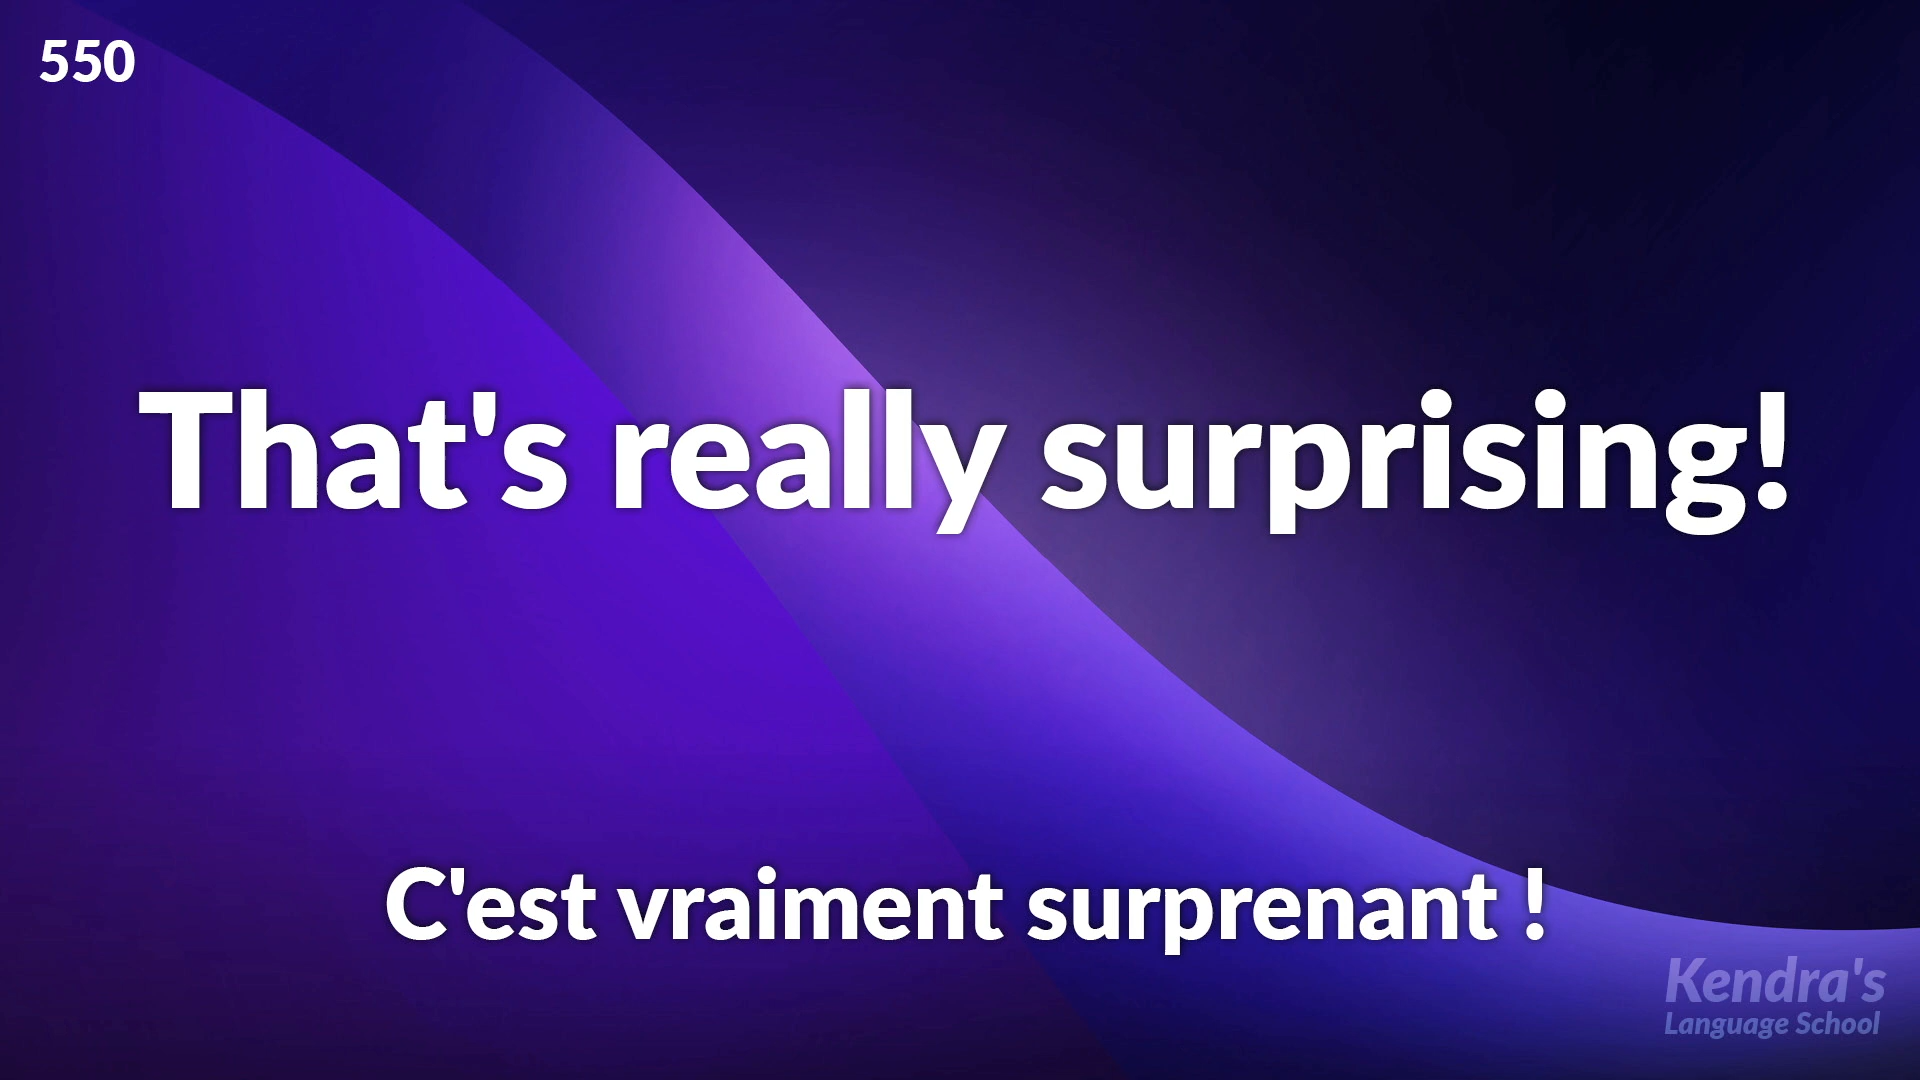 550
That's really surprising!
C'est vraiment surprenant !
Kendra's
Language School